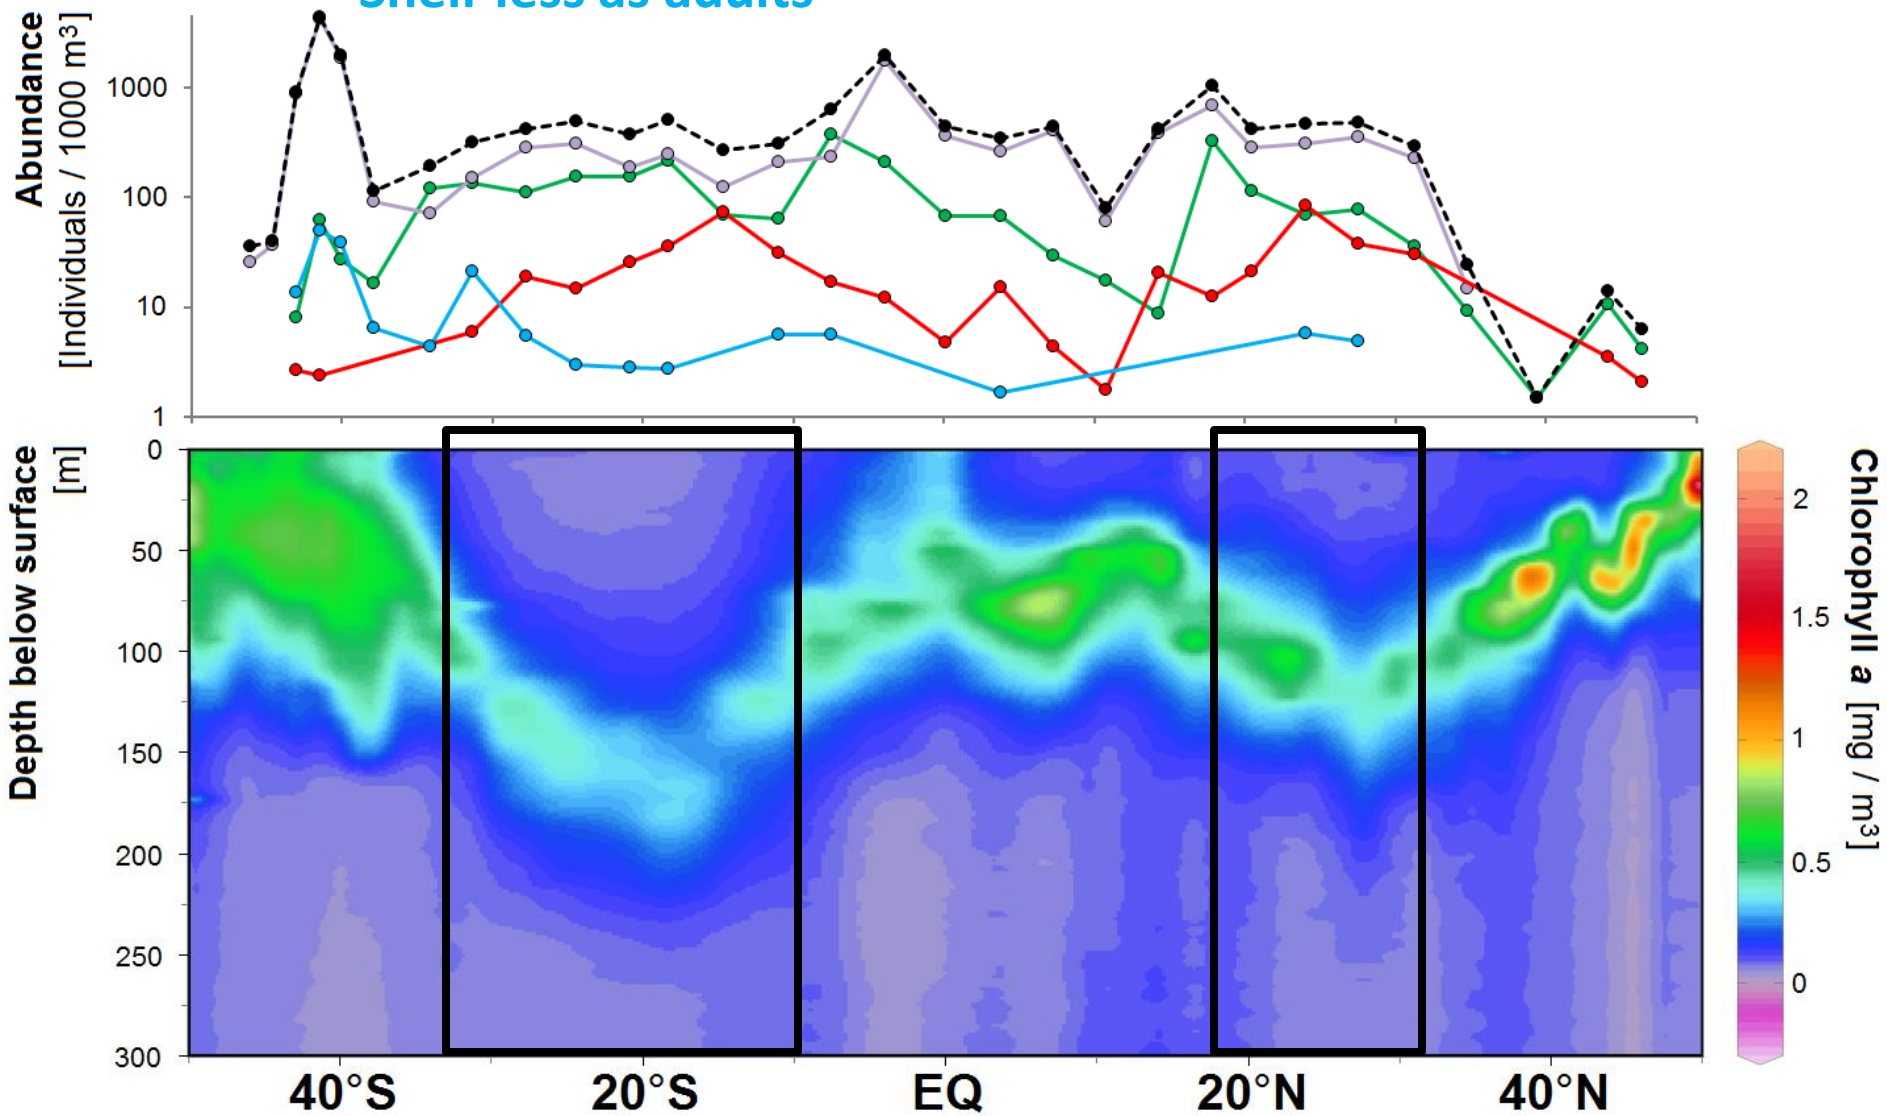 Shell-less as adults
Abundance
[Individuals / 1000 m³]
1000
100
10
1
Depth below surface
[m]
0
50
100
150
200
250
300
40°S
20°S
EQ
20°N
40°N
2
1.5
1
0.5
0
Chlorophyll a [mg / m³]